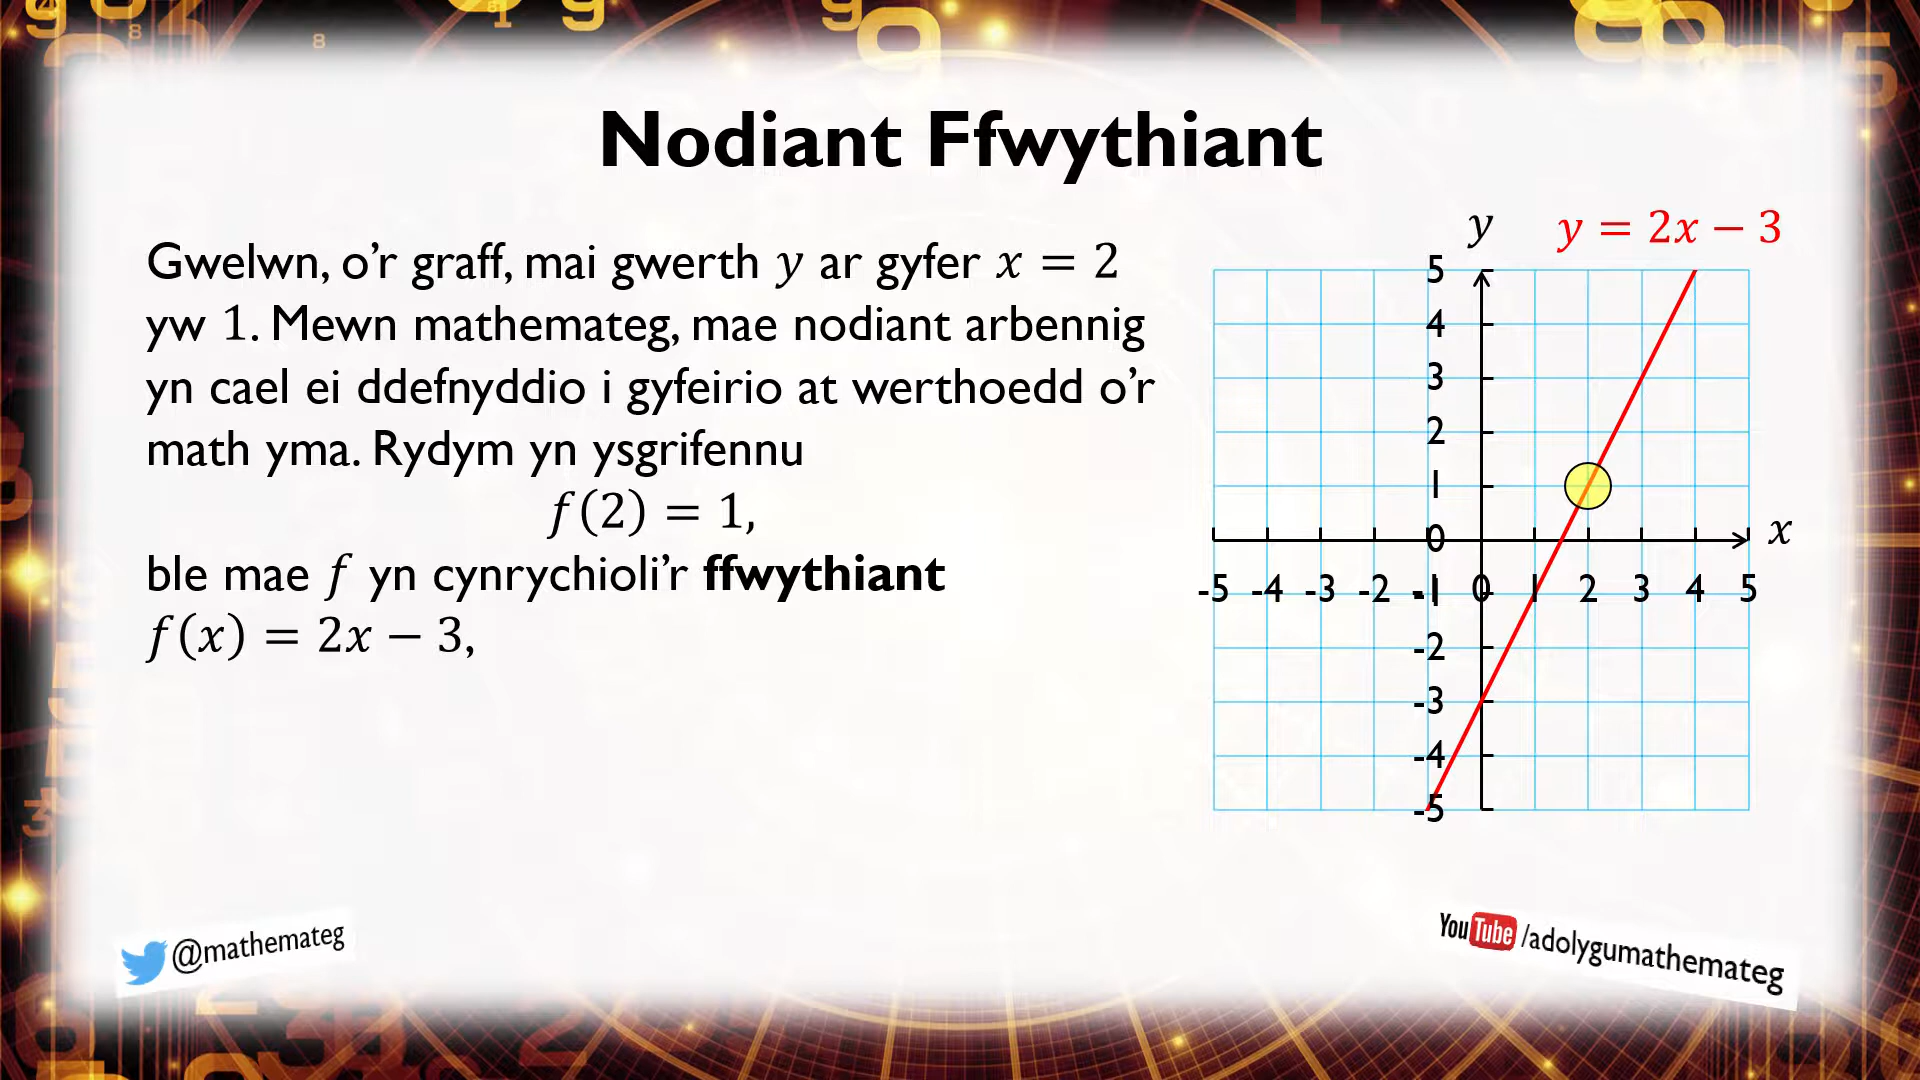 Nodiant Ffwythiant
Gwelwn, o’r graff, mai gwerth y ar gyfer x = 2
yw 1. Mewn mathemateg, mae nodiant arbennig
yn cael ei ddefnyddio i gyfeirio at werthoedd o’r
math yma. Rydym yn ysgrifennu
f(2) = 1,
ble mae f yn cynrychioli’r ffwythiant
f(x) = 2x − 3,
y
y = 2x − 3
5
4
3
2
1
0
x
-5 -4 -3 -2 -1 0 1 2 3 4 5
-1
-2
-3
-4
-5
@mathemateg
YouTube /adolygumathemateg